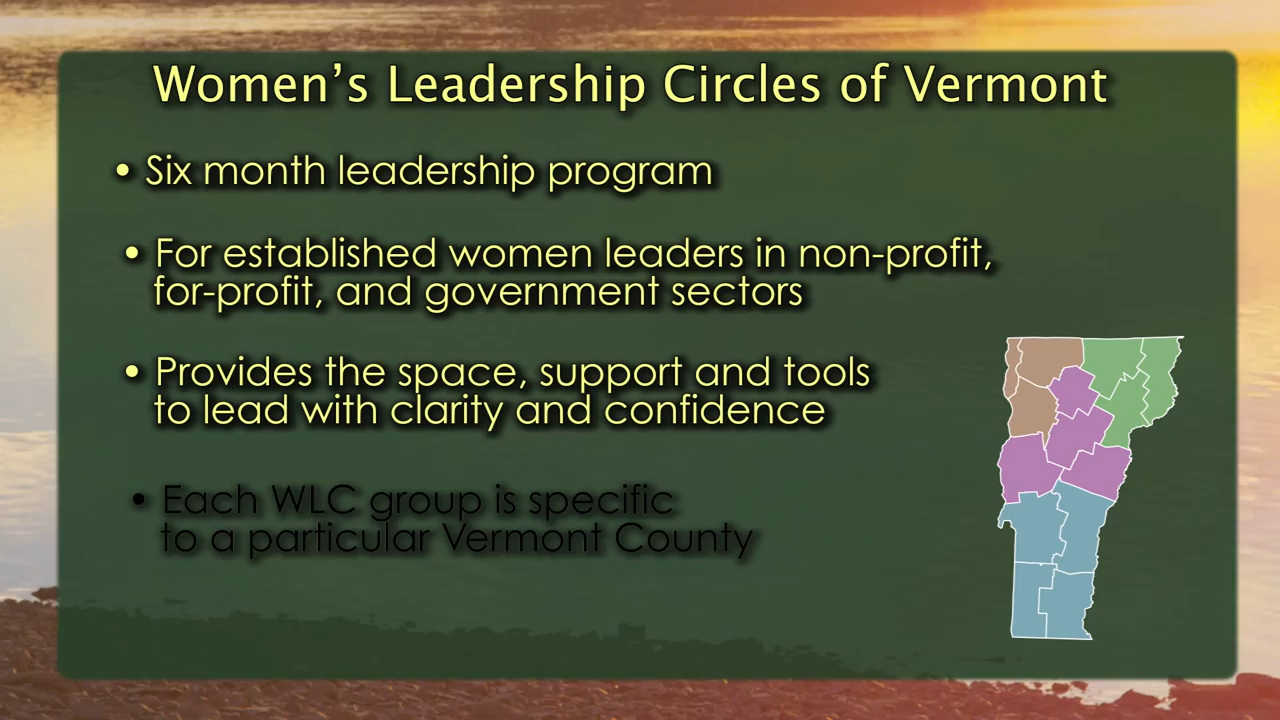 Women’s Leadership Circles of Vermont
• Six month leadership program
• For established women leaders in non-profit,
for-profit, and government sectors
• Provides the space, support and tools
to lead with clarity and confidence
• Each WLC group is specific
to a particular Vermont County